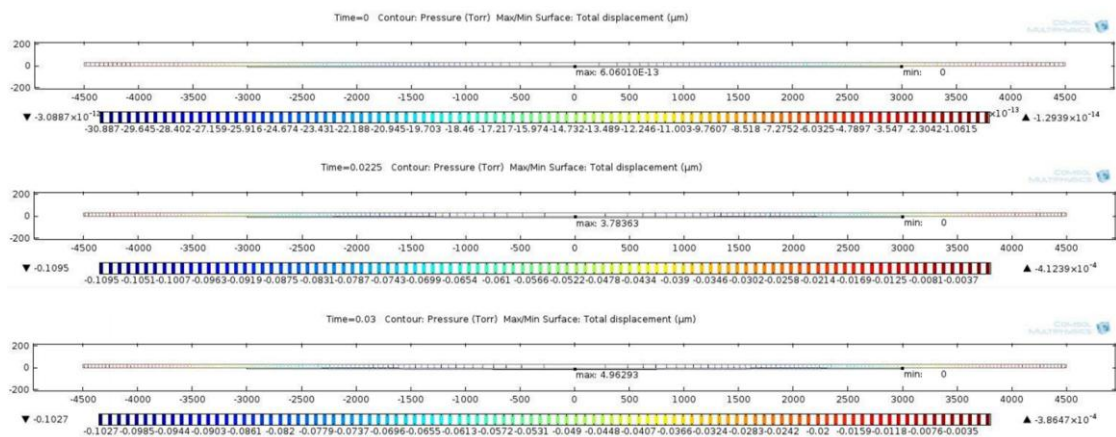 Time=0 Contour: Pressure (Torr) Max/Min Surface: Total displacement (μm)
COMSOL
MULTIPHYSICS
200
0
-200
max: 6.06010E-13
min: 0
-4500 -4000 -3500 -3000 -2500 -2000 -1500 -1000 -500 0 500 1000 1500 2000 2500 3000 3500 4000 4500
▼ -3.0887×10
×10⁻¹³
▲ -1.2939×10⁻¹⁴
-30.887 -29.645 -28.402 -27.159 -25.916 -24.674 -23.431 -22.188 -20.945 -19.703 -18.46 -17.217 -15.974 -14.732 -13.489 -12.246 -11.003 -9.7607 -8.518 -7.2752 -6.0325 -4.7897 -3.547 -2.3042 -1.0615
Time=0.0225 Contour: Pressure (Torr) Max/Min Surface: Total displacement (μm)
COMSOL
MULTIPHYSICS
200
0
-200
max: 3.78363
min: 0
-4500 -4000 -3500 -3000 -2500 -2000 -1500 -1000 -500 0 500 1000 1500 2000 2500 3000 3500 4000 4500
▼ -0.1095
▲ -4.1239×10⁻⁴
-0.1095 -0.1051 -0.1007 -0.0963 -0.0919 -0.0875 -0.0831 -0.0787 -0.0743 -0.0699 -0.0654 -0.061 -0.0566 -0.0522 -0.0478 -0.0434 -0.039 -0.0346 -0.0302 -0.0258 -0.0214 -0.0169 -0.0125 -0.0081 -0.0037
Time=0.03 Contour: Pressure (Torr) Max/Min Surface: Total displacement (μm)
COMSOL
MULTIPHYSICS
200
0
-200
max: 4.96293
min: 0
-4500 -4000 -3500 -3000 -2500 -2000 -1500 -1000 -500 0 500 1000 1500 2000 2500 3000 3500 4000 4500
▼ -0.1027
▲ -3.8647×10⁻⁴
-0.1027 -0.0985 -0.0944 -0.0903 -0.0861 -0.082 -0.0779 -0.0737 -0.0696 -0.0655 -0.0613 -0.0572 -0.0531 -0.049 -0.0448 -0.0407 -0.0366 -0.0324 -0.0283 -0.0242 -0.02 -0.0159 -0.0118 -0.0076 -0.0035